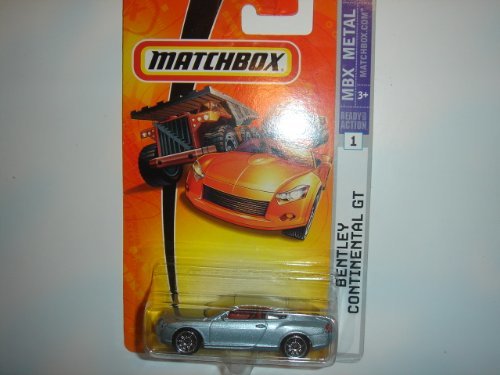 MATCHBOX
MBX METAL
MATCHBOX.COM
3+
READY FOR
ACTION
1
BENTLEY
CONTINENTAL GT